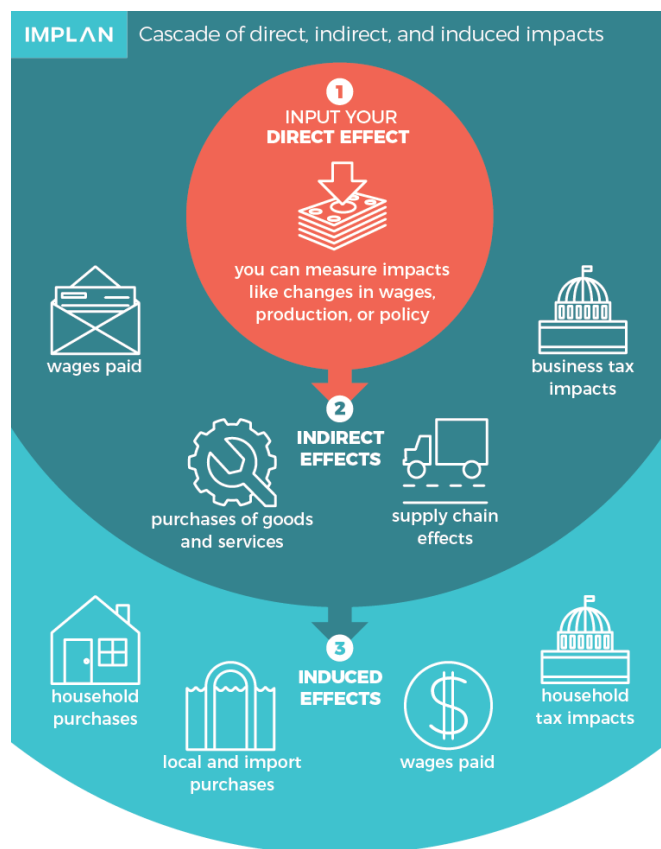 IMPLAN Cascade of direct, indirect, and induced impacts
1
INPUT YOUR
DIRECT EFFECT
you can measure impacts
like changes in wages,
production, or policy
wages paid
business tax
impacts
2
INDIRECT
EFFECTS
purchases of goods
and services
supply chain
effects
3
INDUCED
EFFECTS
household
purchases
local and import
purchases
$
wages paid
household
tax impacts